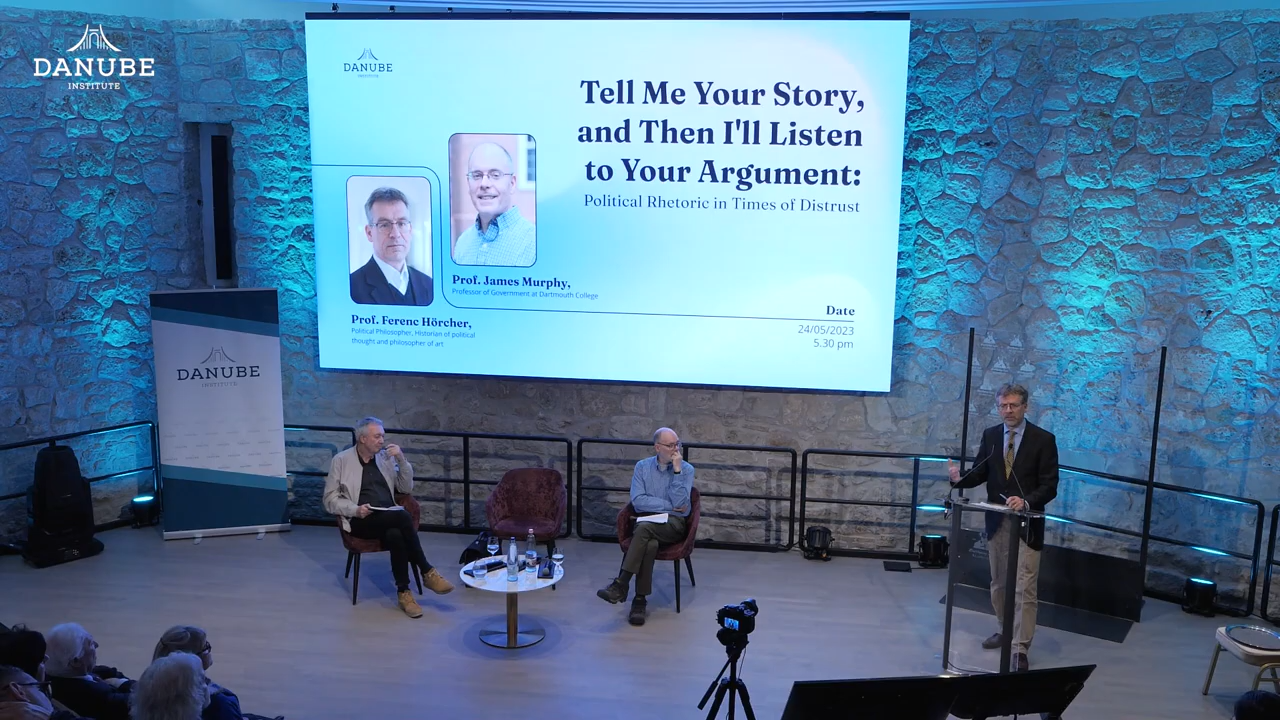 DANUBE
INSTITUTE
DANUBE
INSTITUTE
Tell Me Your Story,
and Then I'll Listen
to Your Argument:
Political Rhetoric in Times of Distrust
Prof. James Murphy,
Professor of Government at Dartmouth College
Prof. Ferenc Hörcher,
Political Philosopher, Historian of political
thought and philosopher of art
Date
24/05/2023
5.30 pm
DANUBE
INSTITUTE